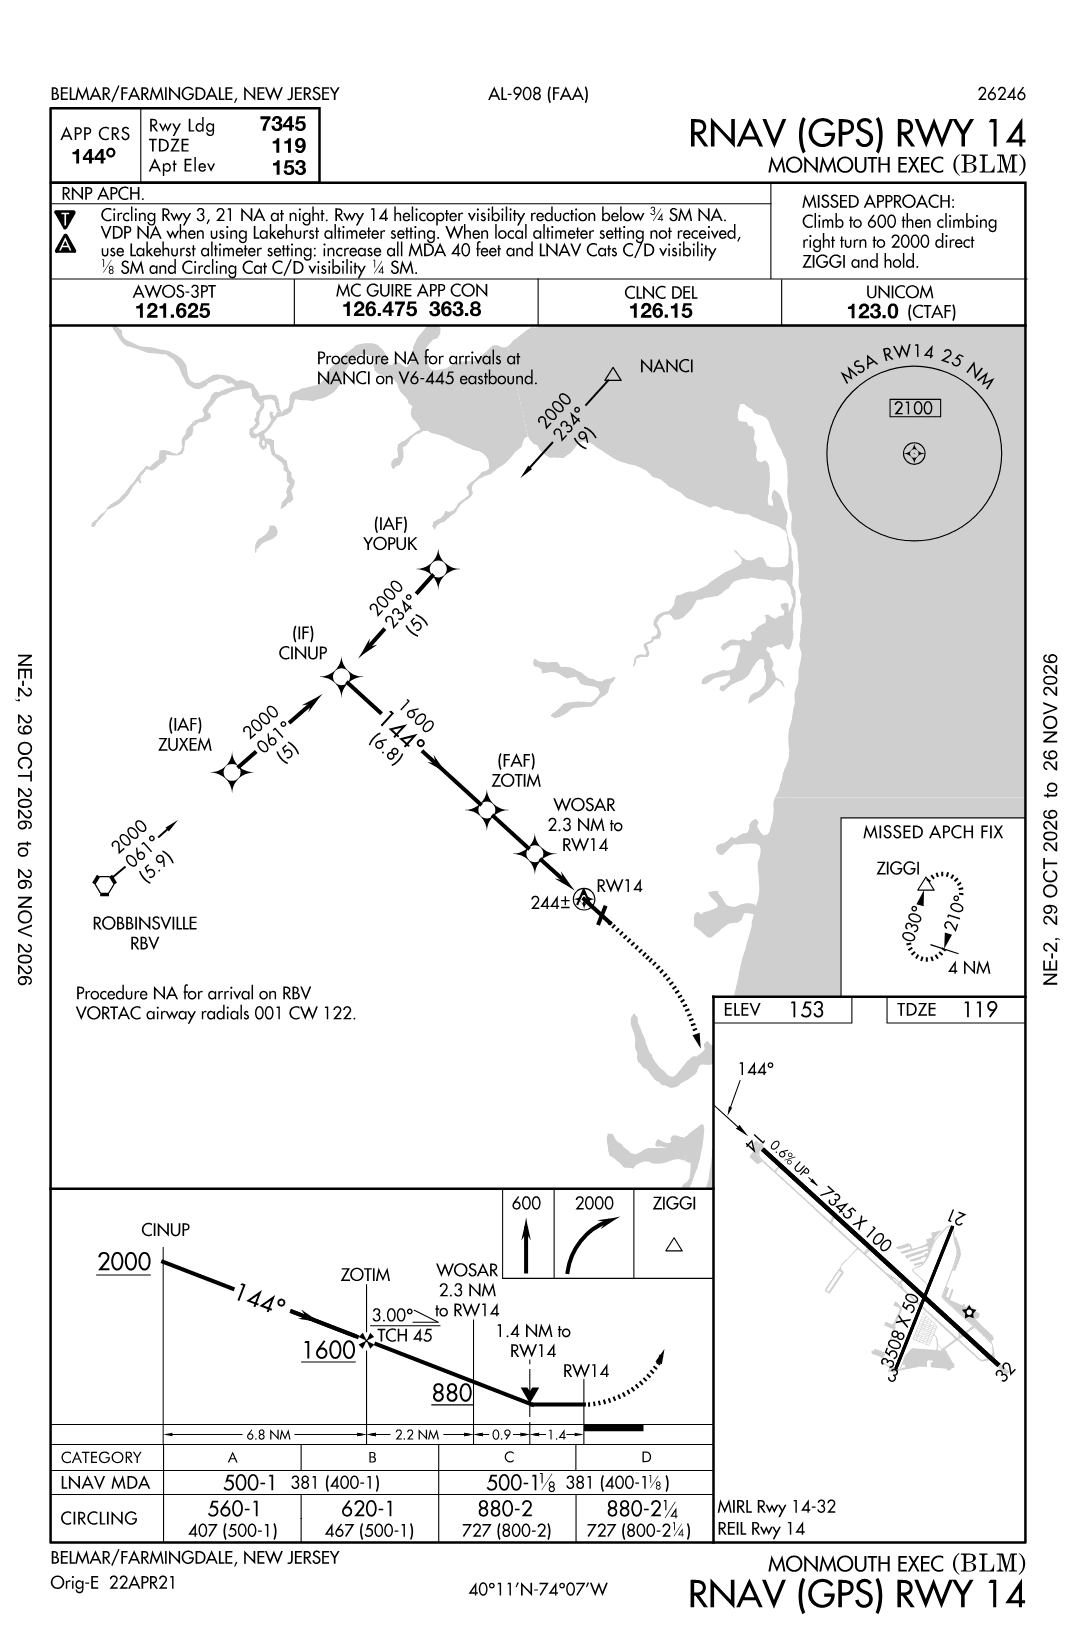 BELMAR/FARMINGDALE, NEW JERSEY
AL-908 (FAA)
26246
APP CRS
144°
Rwy Ldg 7345
TDZE 119
Apt Elev 153
RNAV (GPS) RWY 14
MONMOUTH EXEC (BLM)
RNP APCH.
T
A
Circling Rwy 3, 21 NA at night. Rwy 14 helicopter visibility reduction below ¾ SM NA.
VDP NA when using Lakehurst altimeter setting. When local altimeter setting not received,
use Lakehurst altimeter setting: increase all MDA 40 feet and LNAV Cats C/D visibility
⅛ SM and Circling Cat C/D visibility ¼ SM.
MISSED APPROACH:
Climb to 600 then climbing
right turn to 2000 direct
ZIGGI and hold.
AWOS-3PT
121.625
MC GUIRE APP CON
126.475 363.8
CLNC DEL
126.15
UNICOM
123.0 (CTAF)
Procedure NA for arrivals at
NANCI on V6-445 eastbound.
NANCI
2000
234°
(9)
MSA RW14 25 NM
2100
(IAF)
YOPUK
2000
234°
(5)
(IF)
CINUP
(IAF)
ZUXEM
2000
061°
(5)
1600
144°
(6.8)
(FAF)
ZOTIM
WOSAR
2.3 NM to
RW14
RW14
244±
2000
061°
(5.9)
ROBBINSVILLE
RBV
Procedure NA for arrival on RBV
VORTAC airway radials 001 CW 122.
MISSED APCH FIX
ZIGGI
030°
210°
4 NM
NE-2, 29 OCT 2026 to 26 NOV 2026
NE-2, 29 OCT 2026 to 26 NOV 2026
ELEV 153
TDZE 119
144°
14
0.6% UP
7345 X 100
21
3508 X 50
3
32
MIRL Rwy 14-32
REIL Rwy 14
600
2000
ZIGGI
CINUP
2000
144°
ZOTIM
1600
3.00°
TCH 45
WOSAR
2.3 NM
to RW14
880
1.4 NM to
RW14
RW14
6.8 NM
2.2 NM
0.9
1.4
CATEGORY A B C D
LNAV MDA 500-1 381 (400-1) 500-1⅛ 381 (400-1⅛)
CIRCLING
560-1 620-1 880-2 880-2¼
407 (500-1) 467 (500-1) 727 (800-2) 727 (800-2¼)
BELMAR/FARMINGDALE, NEW JERSEY
Orig-E 22APR21
40°11'N-74°07'W
MONMOUTH EXEC (BLM)
RNAV (GPS) RWY 14